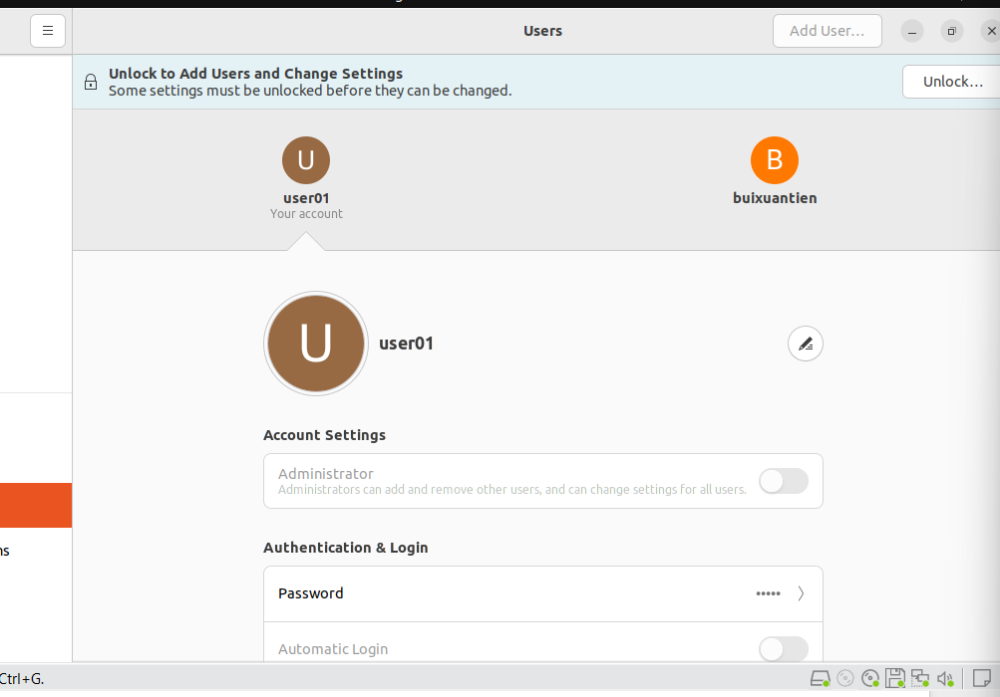 Users
Add User...
Unlock to Add Users and Change Settings
Some settings must be unlocked before they can be changed.
Unlock...
U
user01
Your account
B
buixuantien
U
user01
Account Settings
Administrator
Administrators can add and remove other users, and can change settings for all users.
Authentication & Login
Password
Automatic Login
ns
Ctrl+G.